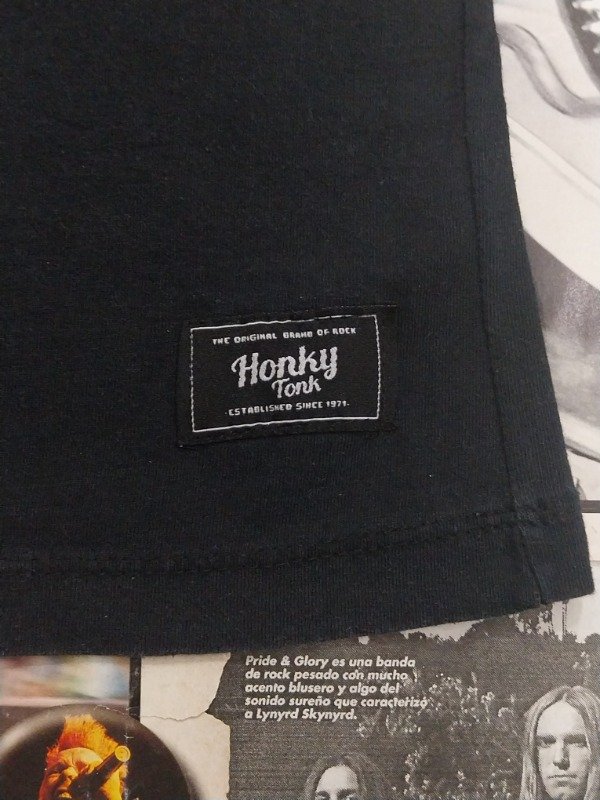 THE ORIGINAL BRAND OF ROCK
Honky
Tonk
·ESTABLISHED SINCE 1971·
Pride & Glory es una banda
de rock pesado con mucho
acento blusero y algo del
sonido sureño que caracterizó
a Lynyrd Skynyrd.